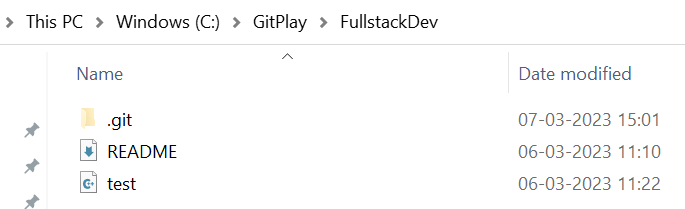 This PC > Windows (C:) > GitPlay > FullstackDev
Name Date modified
.git 07-03-2023 15:01
README 06-03-2023 11:10
test 06-03-2023 11:22